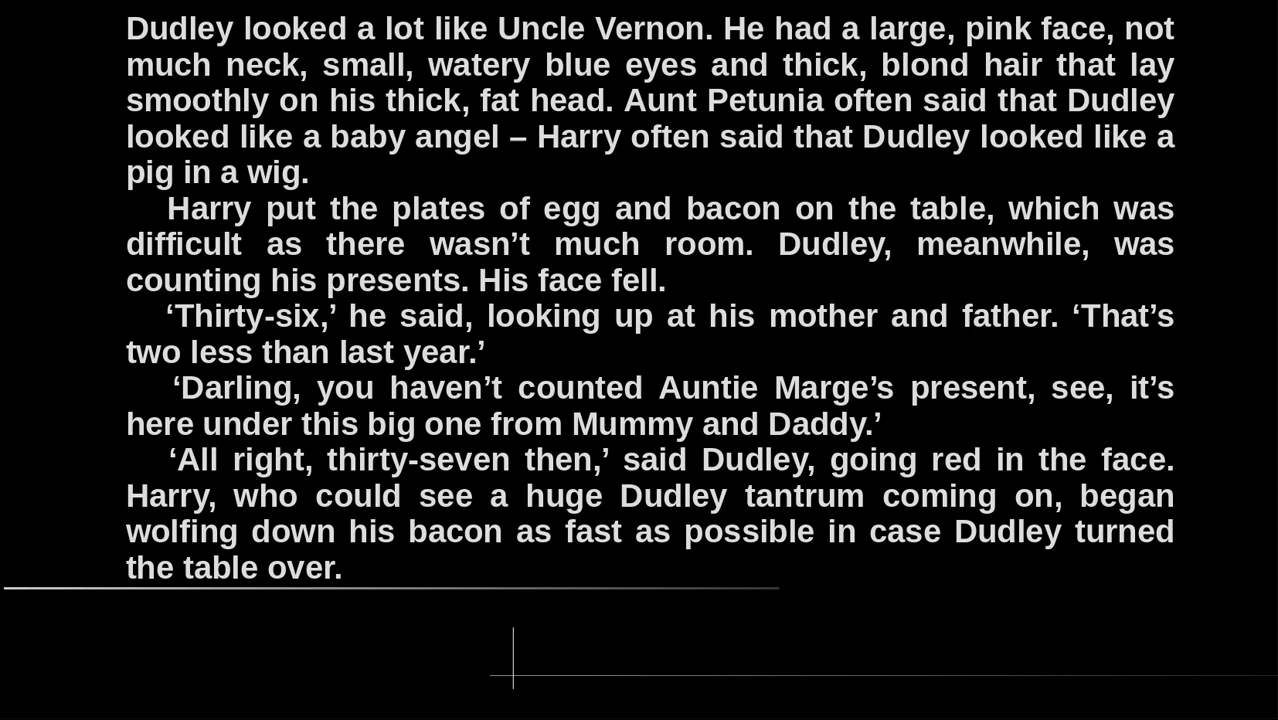 Dudley looked a lot like Uncle Vernon. He had a large, pink face, not
much neck, small, watery blue eyes and thick, blond hair that lay
smoothly on his thick, fat head. Aunt Petunia often said that Dudley
looked like a baby angel – Harry often said that Dudley looked like a
pig in a wig.
Harry put the plates of egg and bacon on the table, which was
difficult as there wasn’t much room. Dudley, meanwhile, was
counting his presents. His face fell.
‘Thirty-six,’ he said, looking up at his mother and father. ‘That’s
two less than last year.’
‘Darling, you haven’t counted Auntie Marge’s present, see, it’s
here under this big one from Mummy and Daddy.’
‘All right, thirty-seven then,’ said Dudley, going red in the face.
Harry, who could see a huge Dudley tantrum coming on, began
wolfing down his bacon as fast as possible in case Dudley turned
the table over.